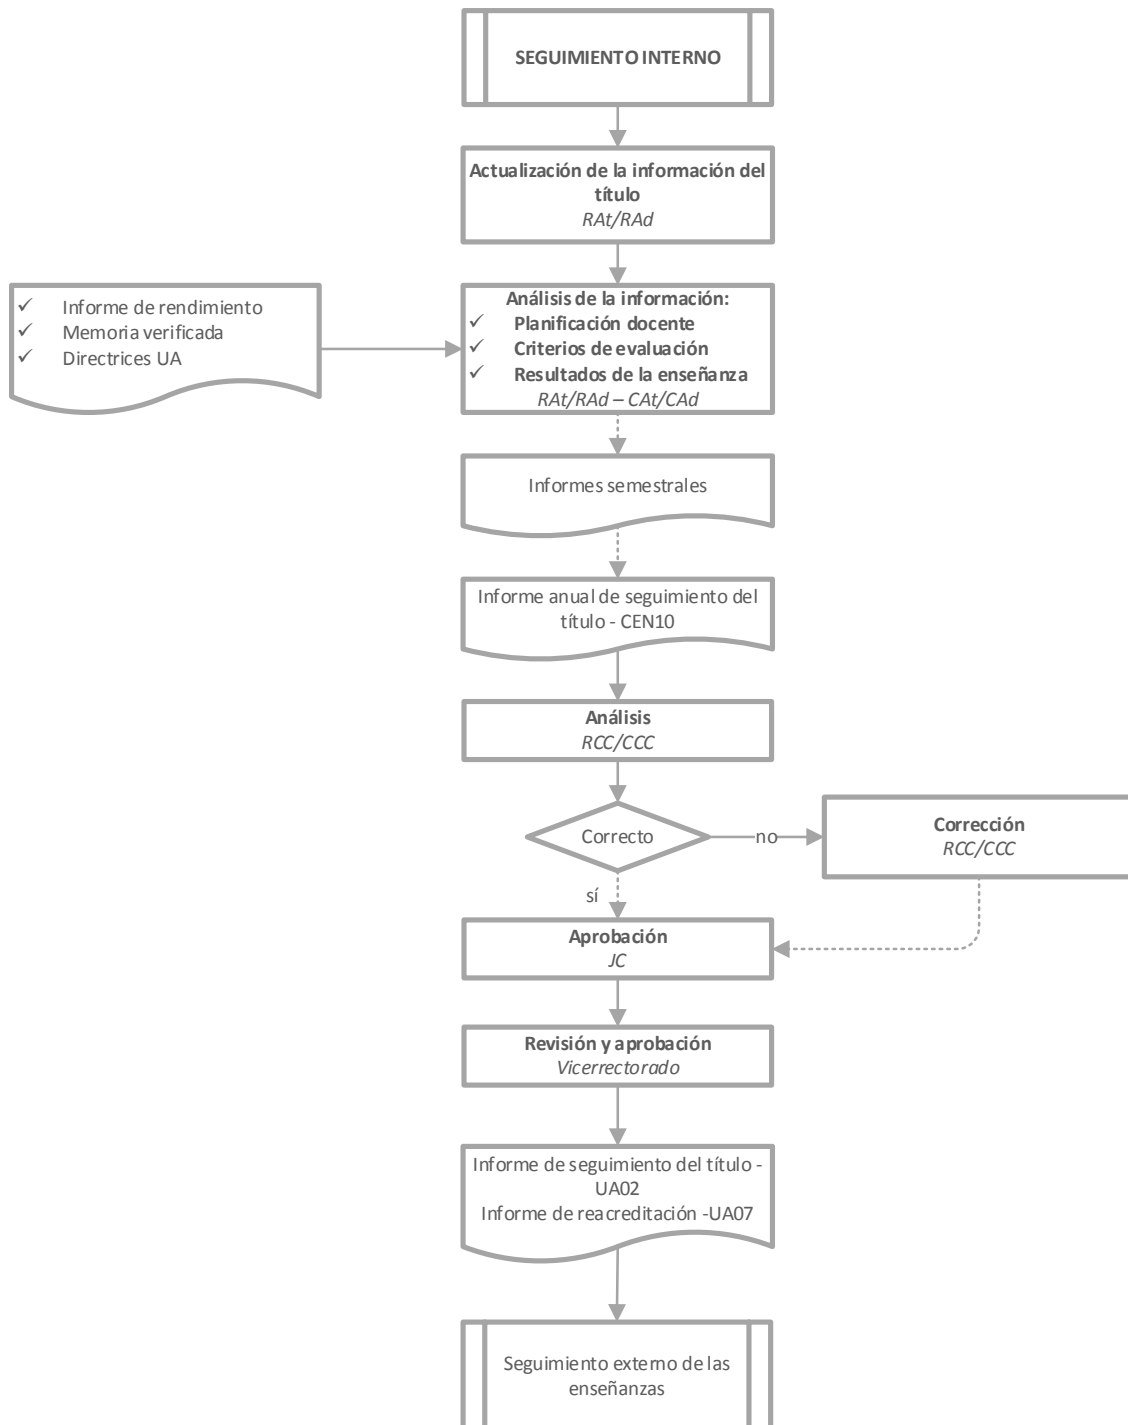 SEGUIMIENTO INTERNO
Actualización de la información del
título
RAt/RAd
✓ Informe de rendimiento
✓ Memoria verificada
✓ Directrices UA
Análisis de la información:
✓ Planificación docente
✓ Criterios de evaluación
✓ Resultados de la enseñanza
RAt/RAd – CAt/CAd
Informes semestrales
Informe anual de seguimiento del
título - CEN10
Análisis
RCC/CCC
Correcto
no
Corrección
RCC/CCC
sí
Aprobación
JC
Revisión y aprobación
Vicerrectorado
Informe de seguimiento del título -
UA02
Informe de reacreditación -UA07
Seguimiento externo de las
enseñanzas